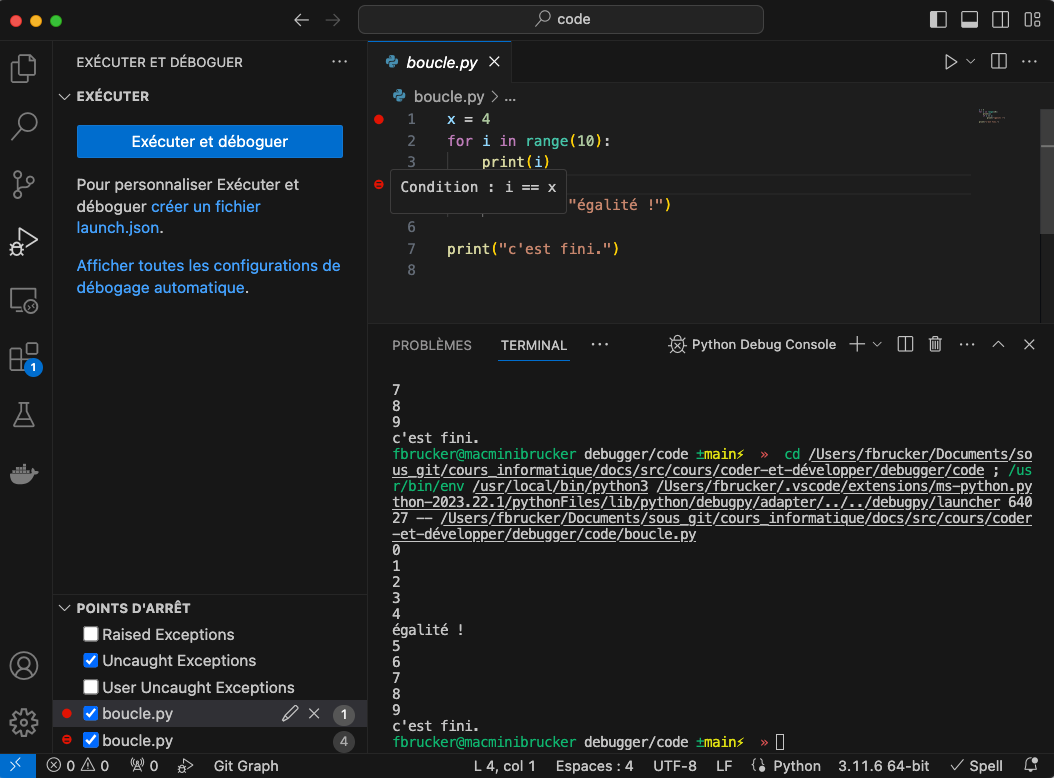 code
EXÉCUTER ET DÉBOGUER
EXÉCUTER
Exécuter et déboguer
Pour personnaliser Exécuter et
déboguer créer un fichier
launch.json.
Afficher toutes les configurations de
débogage automatique.
1
POINTS D'ARRÊT
Raised Exceptions
Uncaught Exceptions
User Uncaught Exceptions
boucle.py 1
boucle.py 4
boucle.py
boucle.py > ...
1 x = 4
2 for i in range(10):
3 print(i)
Condition : i == x
"égalité !")
6
7 print("c'est fini.")
8
PROBLÈMES TERMINAL ··· Python Debug Console
7
8
9
c'est fini.
fbrucker@macminibrucker debugger/code ±main⚡ » cd /Users/fbrucker/Documents/so
us_git/cours_informatique/docs/src/cours/coder-et-développer/debugger/code ; /us
r/bin/env /usr/local/bin/python3 /Users/fbrucker/.vscode/extensions/ms-python.py
thon-2023.22.1/pythonFiles/lib/python/debugpy/adapter/../../debugpy/launcher 640
27 -- /Users/fbrucker/Documents/sous_git/cours_informatique/docs/src/cours/coder
-et-développer/debugger/code/boucle.py
0
1
2
3
4
égalité !
5
6
7
8
9
c'est fini.
fbrucker@macminibrucker debugger/code ±main⚡ »
0 0 0 Git Graph L 4, col 1 Espaces : 4 UTF-8 LF Python 3.11.6 64-bit Spell